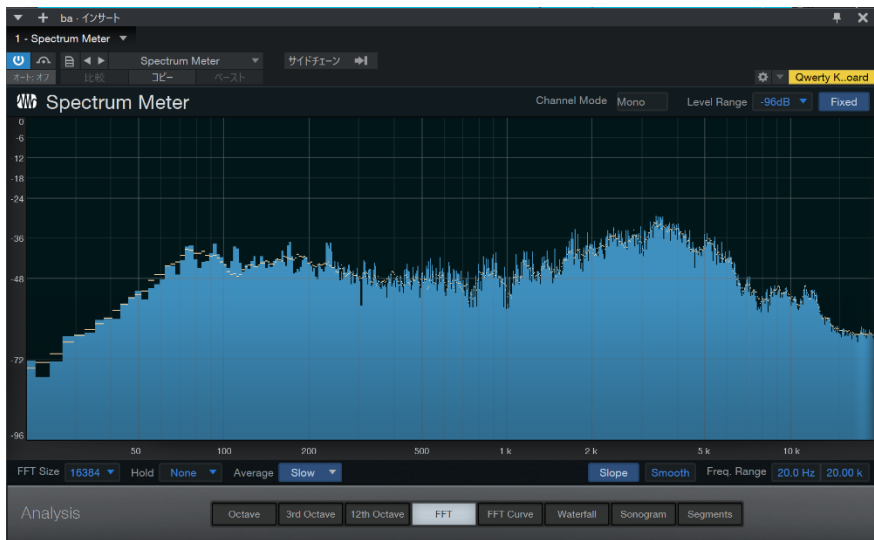 ba - インサート
1 - Spectrum Meter
Spectrum Meter サイドチェーン
オート: オフ 比較 コピー ペースト Qwerty K..oard
Spectrum Meter Channel Mode Mono Level Range -96dB Fixed
0
-6
-12
-18
-24
-36
-48
-72
-96
50 100 200 500 1 k 2 k 5 k 10 k
FFT Size 16384 Hold None Average Slow Slope Smooth Freq. Range 20.0 Hz 20.00 k
Analysis Octave 3rd Octave 12th Octave FFT FFT Curve Waterfall Sonogram Segments